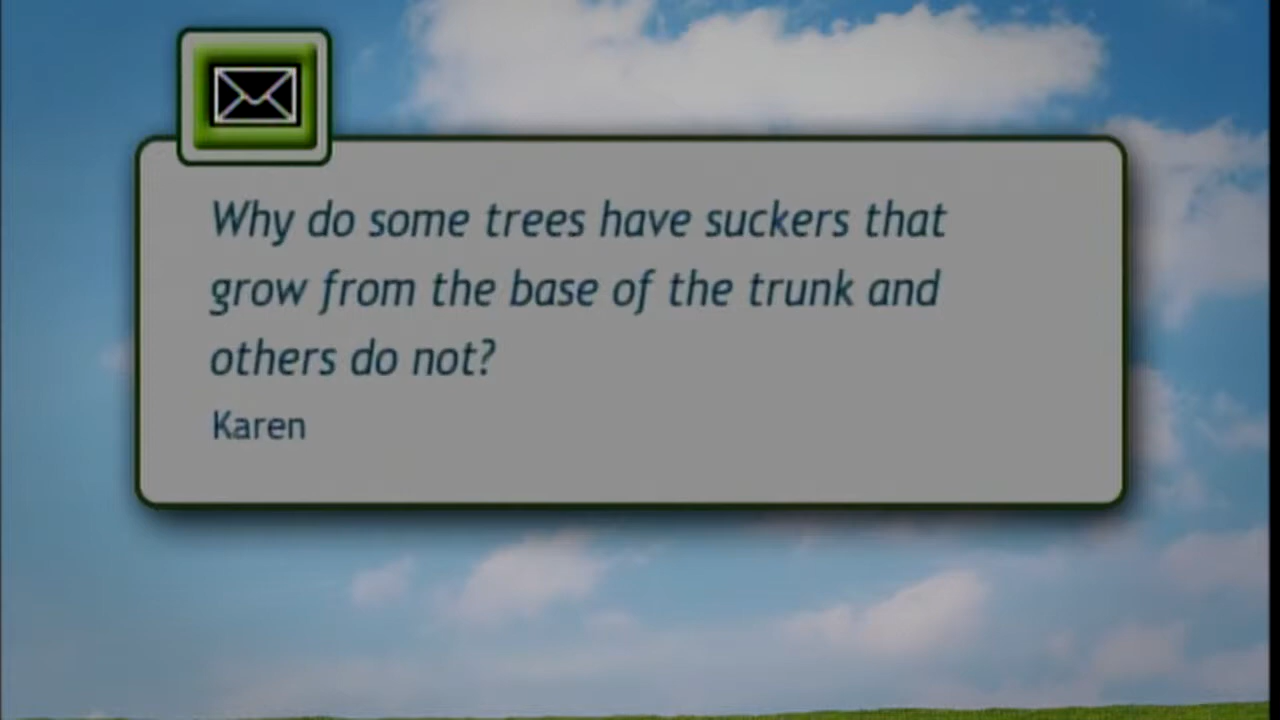 Why do some trees have suckers that
grow from the base of the trunk and
others do not?
Karen